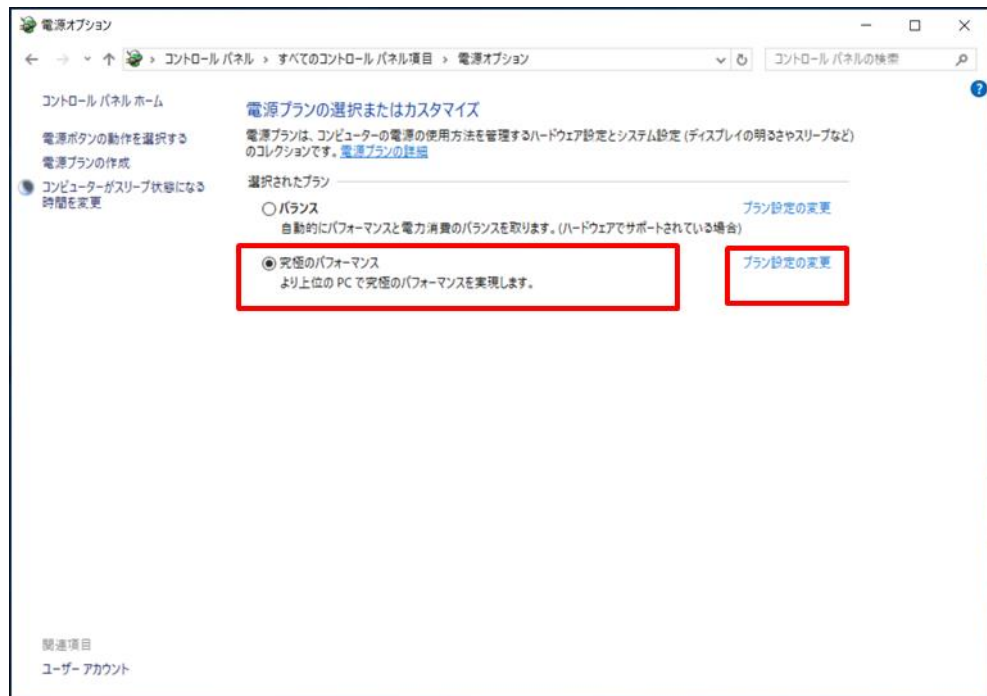 電源オプション
コントロール パネル › すべてのコントロール パネル項目 › 電源オプション
コントロール パネルの検索
コントロール パネル ホーム
電源ボタンの動作を選択する
電源プランの作成
コンピューターがスリープ状態になる
時間を変更
電源プランの選択またはカスタマイズ
電源プランは、コンピューターの電源の使用方法を管理するハードウェア設定とシステム設定 (ディスプレイの明るさやスリープなど)
のコレクションです。電源プランの詳細
選択されたプラン
バランス プラン設定の変更
自動的にパフォーマンスと電力消費のバランスを取ります。(ハードウェアでサポートされている場合)
究極のパフォーマンス プラン設定の変更
より上位の PC で究極のパフォーマンスを実現します。
関連項目
ユーザー アカウント